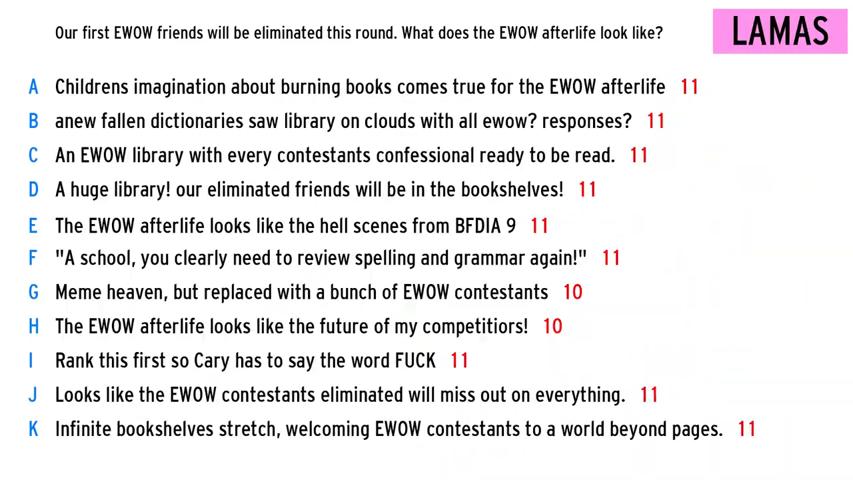 Our first EWOW friends will be eliminated this round. What does the EWOW afterlife look like?
LAMAS
A Childrens imagination about burning books comes true for the EWOW afterlife 11
B anew fallen dictionaries saw library on clouds with all ewow? responses? 11
C An EWOW library with every contestants confessional ready to be read. 11
D A huge library! our eliminated friends will be in the bookshelves! 11
E The EWOW afterlife looks like the hell scenes from BFDIA 9 11
F "A school, you clearly need to review spelling and grammar again!" 11
G Meme heaven, but replaced with a bunch of EWOW contestants 10
H The EWOW afterlife looks like the future of my competitiors! 10
I Rank this first so Cary has to say the word FUCK 11
J Looks like the EWOW contestants eliminated will miss out on everything. 11
K Infinite bookshelves stretch, welcoming EWOW contestants to a world beyond pages. 11